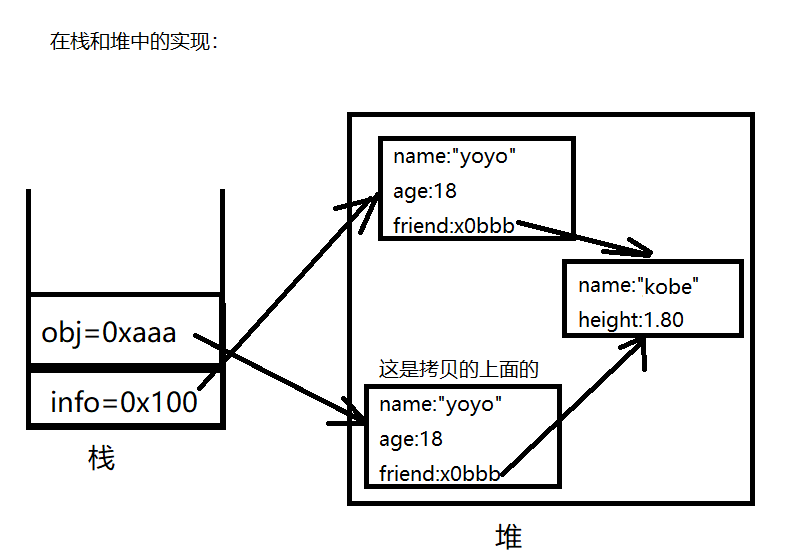 在栈和堆中的实现：
name:"yoyo"
age:18
friend:x0bbb
name:"kobe"
height:1.80
obj=0xaaa
info=0x100
栈
这是拷贝的上面的
name:"yoyo"
age:18
friend:x0bbb
堆